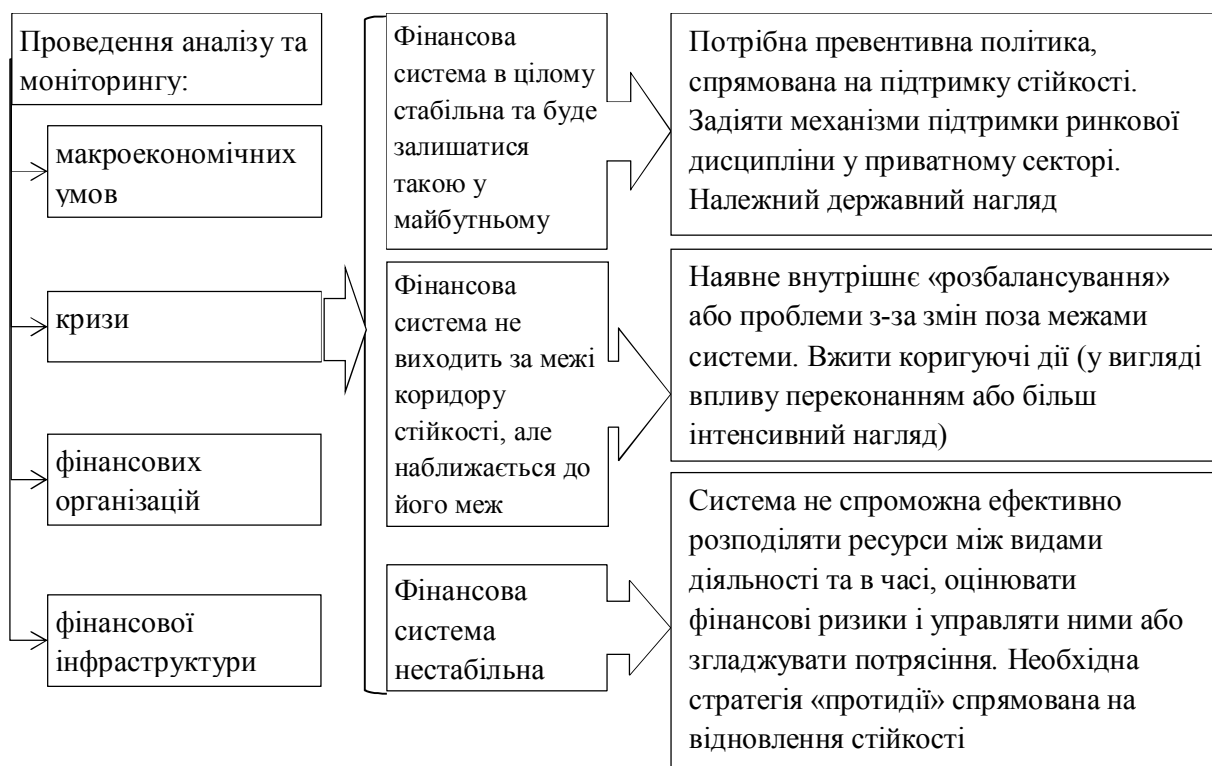 Проведення аналізу та
моніторингу:
макроекономічних
умов
кризи
фінансових
організацій
фінансової
інфраструктури
Фінансова
система в цілому
стабільна та буде
залишатися
такою у
майбутньому
Фінансова
система не
виходить за межі
коридору
стійкості, але
наближається до
його меж
Фінансова
система
нестабільна
Потрібна превентивна політика,
спрямована на підтримку стійкості.
Задіяти механізми підтримки ринкової
дисципліни у приватному секторі.
Належний державний нагляд
Наявне внутрішнє «розбалансування»
або проблеми з-за змін поза межами
системи. Вжити коригуючі дії (у вигляді
впливу переконанням або більш
інтенсивний нагляд)
Система не спроможна ефективно
розподіляти ресурси між видами
діяльності та в часі, оцінювати
фінансові ризики і управляти ними або
згладжувати потрясіння. Необхідна
стратегія «протидії» спрямована на
відновлення стійкості